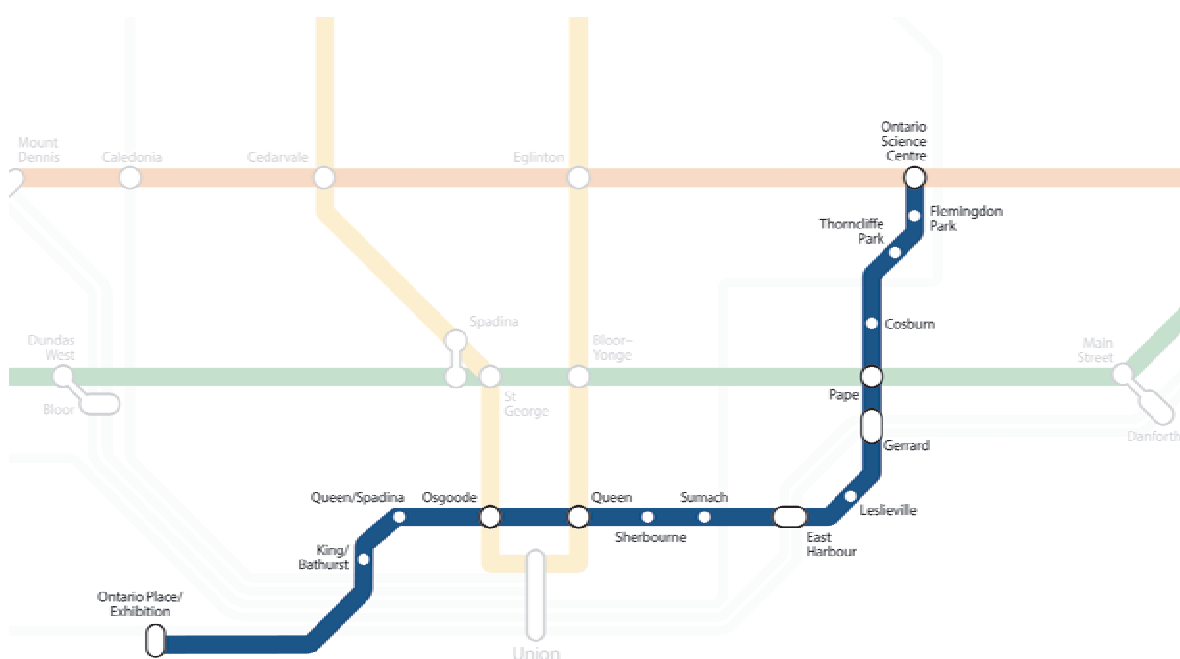 Ontario
Science
Centre
Mount
Dennis
Caledonia
Cedarvale
Eglinton
Flemingdon
Park
Thorncliffe
Park
Spadina
Cosburn
Dundas
West
Bloor–
Yonge
Main
Street
Pape
St
George
Bloor
Danforth
Gerrard
Queen/Spadina
Osgoode
Queen
Sumach
Leslieville
Sherbourne
East
Harbour
King/
Bathurst
Ontario Place/
Exhibition
Union